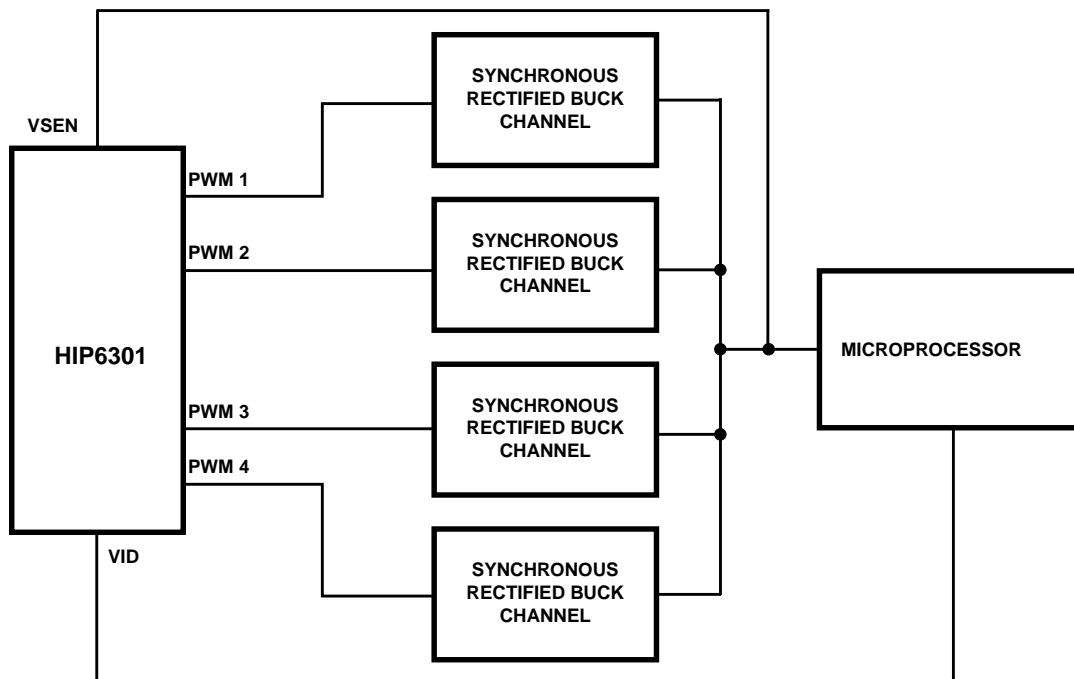 VSEN
PWM 1
PWM 2
HIP6301
PWM 3
PWM 4
VID
SYNCHRONOUS
RECTIFIED BUCK
CHANNEL
SYNCHRONOUS
RECTIFIED BUCK
CHANNEL
SYNCHRONOUS
RECTIFIED BUCK
CHANNEL
SYNCHRONOUS
RECTIFIED BUCK
CHANNEL
MICROPROCESSOR